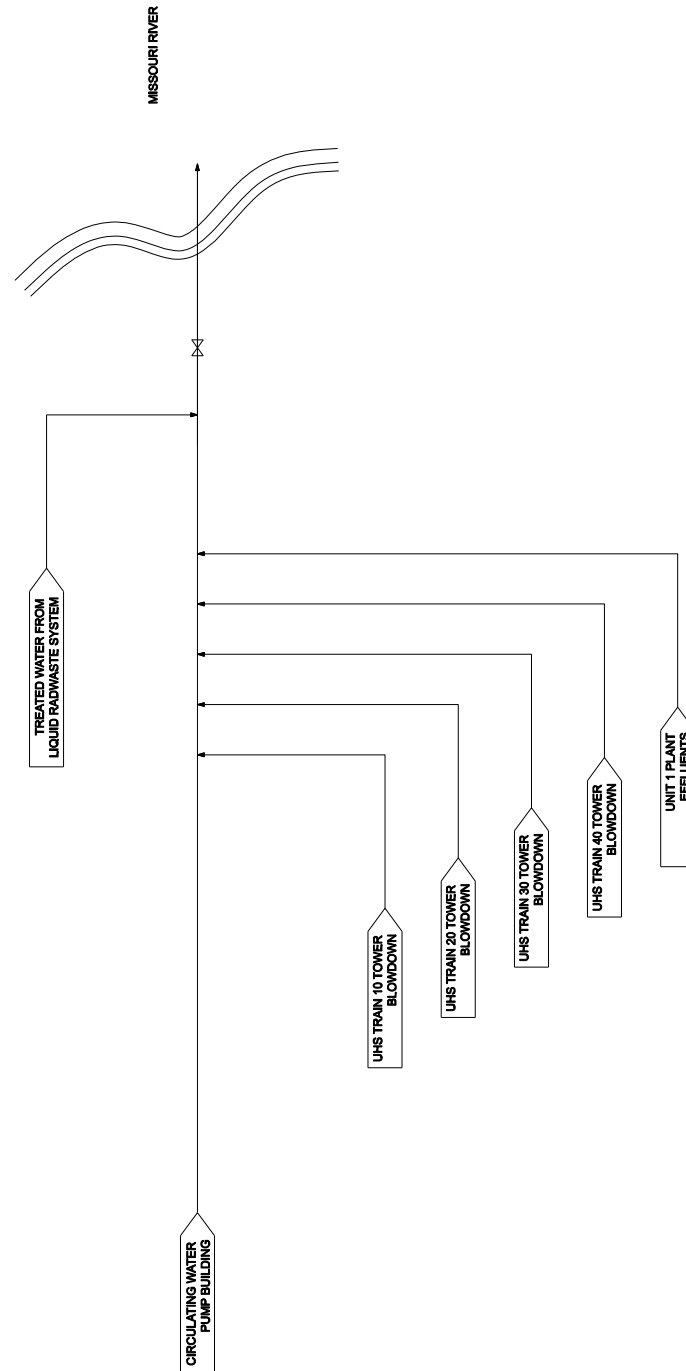 MISSOURI RIVER
TREATED WATER FROM
LIQUID RADWASTE SYSTEM
CIRCULATING WATER
PUMP BUILDING
UHS TRAIN 10 TOWER
BLOWDOWN
UHS TRAIN 20 TOWER
BLOWDOWN
UHS TRAIN 30 TOWER
BLOWDOWN
UHS TRAIN 40 TOWER
BLOWDOWN
UNIT 1 PLANT
EFFLUENTS